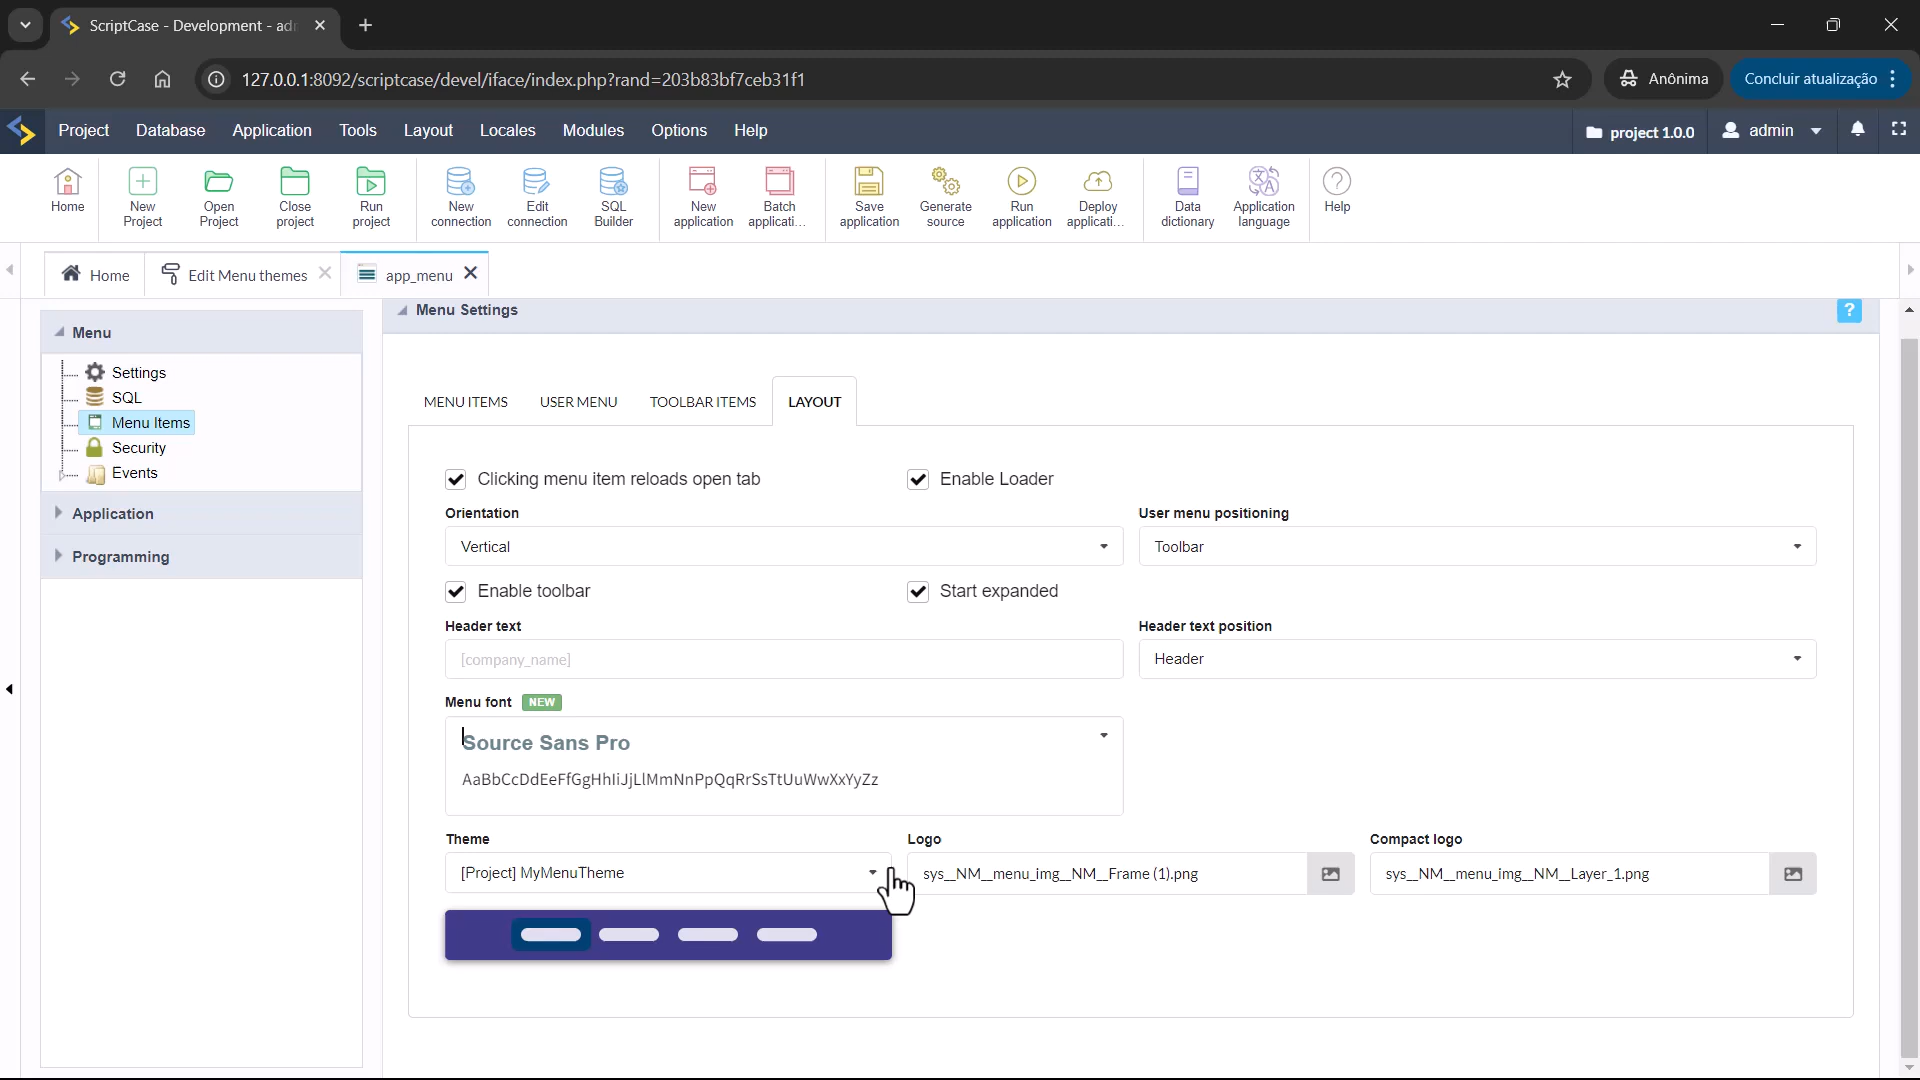 ScriptCase - Development - adr
127.0.0.1:8092/scriptcase/devel/iface/index.php?rand=203b83bf7ceb31f1
Anônima
Concluir atualização
Project Database Application Tools Layout Locales Modules Options Help
project 1.0.0
admin
Home
New Project
Open Project
Close project
Run project
New connection
Edit connection
SQL Builder
New application
Batch applicati...
Save application
Generate source
Run application
Deploy applicati...
Data dictionary
Application language
Help
Home
Edit Menu themes
app_menu
Menu
Settings
SQL
Menu Items
Security
Events
Application
Programming
Menu Settings
?
MENU ITEMS USER MENU TOOLBAR ITEMS LAYOUT
Clicking menu item reloads open tab
Enable Loader
Orientation
User menu positioning
Vertical
Toolbar
Enable toolbar
Start expanded
Header text
Header text position
[company_name]
Header
Menu font NEW
Source Sans Pro
AaBbCcDdEeFfGgHhIiJjLlMmNnPpQqRrSsTtUuWwXxYyZz
Theme
Logo
Compact logo
[Project] MyMenuTheme
sys__NM__menu_img__NM__Frame (1).png
sys__NM__menu_img__NM__Layer_1.png